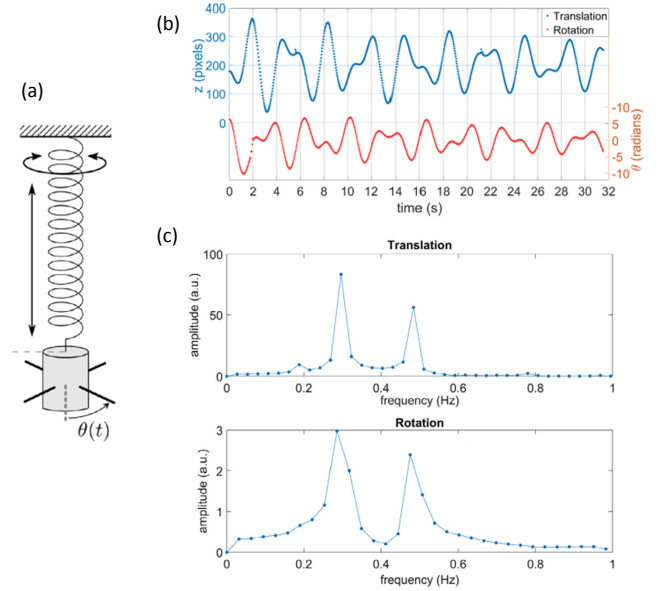 (a)
θ(t)
(b)
400
300
200
100
0
z (pixels)
Translation
Rotation
-10
5
0
-5
-10
θ (radians)
0 2 4 6 8 10 12 14 16 18 20 22 24 26 28 30 32
time (s)
(c)
Translation
100
50
0
amplitude (a.u.)
0 0.2 0.4 0.6 0.8 1
frequency (Hz)
Rotation
3
2
1
0
amplitude (a.u.)
0 0.2 0.4 0.6 0.8 1
frequency (Hz)